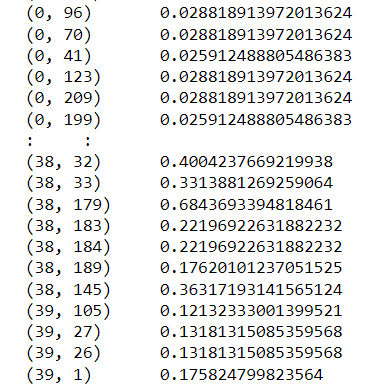 (0, 96) 0.028818913972013624
(0, 70) 0.028818913972013624
(0, 41) 0.025912488805486383
(0, 123) 0.028818913972013624
(0, 209) 0.028818913972013624
(0, 199) 0.025912488805486383
: :
(38, 32) 0.4004237669219938
(38, 33) 0.3313881269259064
(38, 179) 0.6843693394818461
(38, 183) 0.22196922631882232
(38, 184) 0.22196922631882232
(38, 189) 0.17620101237051525
(38, 145) 0.36317193141565124
(39, 105) 0.12132333001399521
(39, 27) 0.13181315085359568
(39, 26) 0.13181315085359568
(39, 1) 0.175824799823564